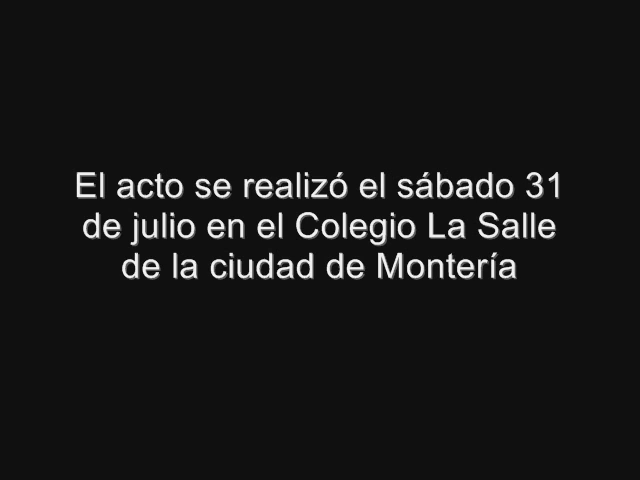 El acto se realizó el sábado 31
de julio en el Colegio La Salle
de la ciudad de Montería